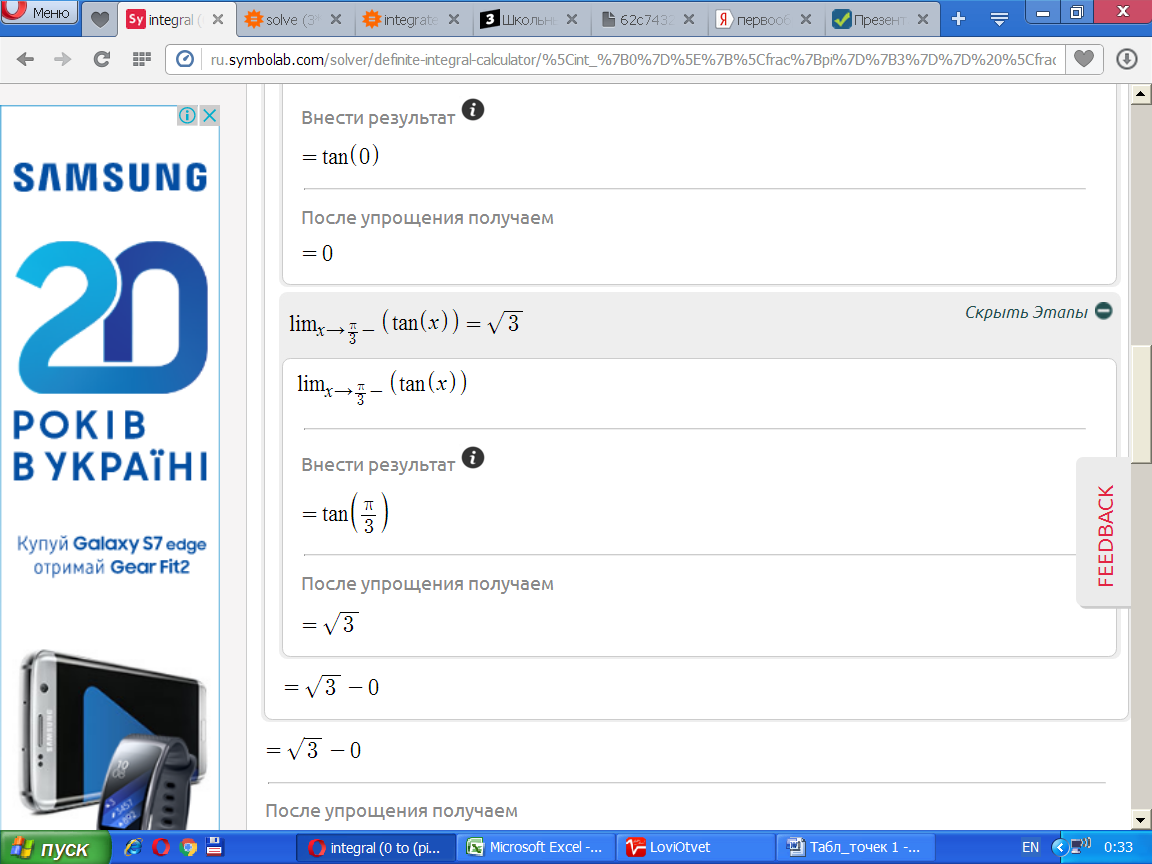 Меню
integral (
solve (3^
integrate
Школьнь
62c7432
первооб
Презент
ru.symbolab.com/solver/definite-integral-calculator/%5Cint_%7B0%7D%5E%7B%5Cfrac%7Bpi%7D%7B3%7D%7D%20%5Cfrac
SAMSUNG
20
РОКІВ
В УКРАЇНІ
Купуй Galaxy S7 edge
отримай Gear Fit2
Внести результат
= tan(0)
После упрощения получаем
= 0
lim x→π/3− (tan(x)) = √3
Скрыть Этапы
lim x→π/3− (tan(x))
Внести результат
= tan(π/3)
После упрощения получаем
= √3
= √3 − 0
= √3 − 0
После упрощения получаем
FEEDBACK
пуск
integral (0 to (pi...
Microsoft Excel -...
LoviOtvet
Табл_точек 1 -...
EN
0:33